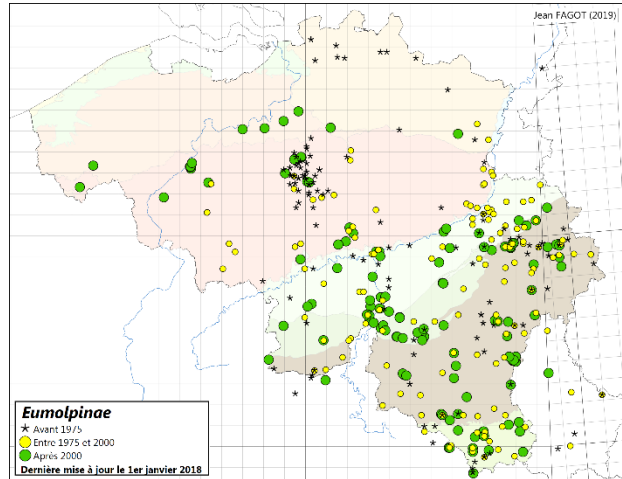 Jean FAGOT (2019)
Eumolpinae
Avant 1975
Entre 1975 et 2000
Après 2000
Dernière mise à jour le 1er janvier 2018